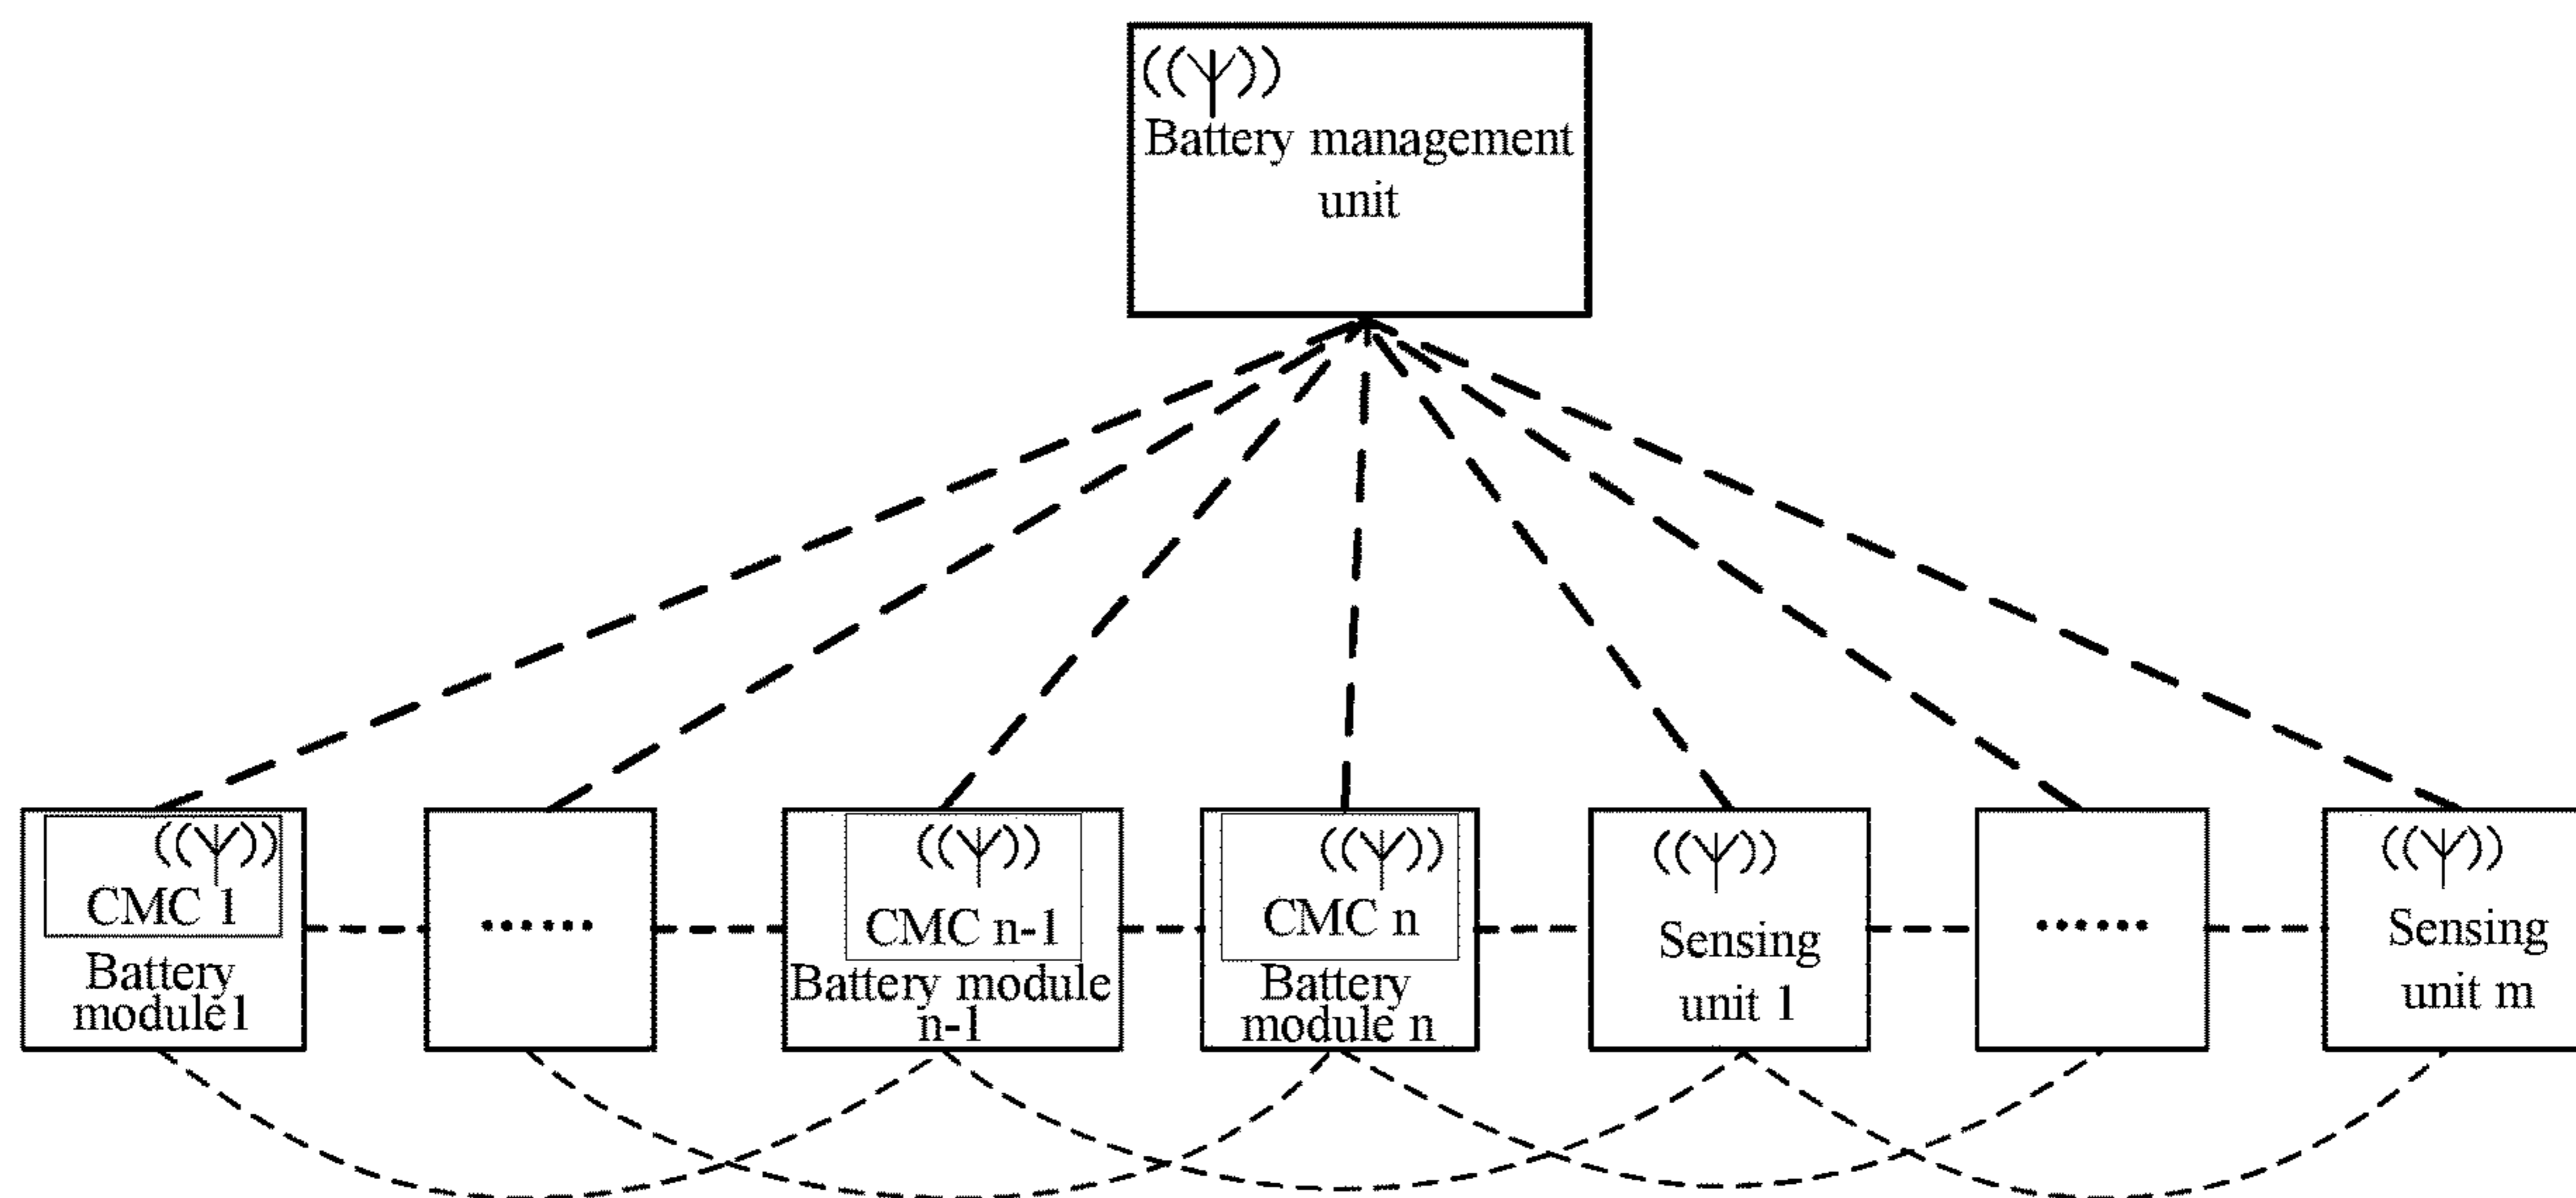 Battery management
unit
CMC 1
Battery
module1
......
CMC n-1
Battery module
n-1
CMC n
Battery
module n
Sensing
unit 1
......
Sensing
unit m